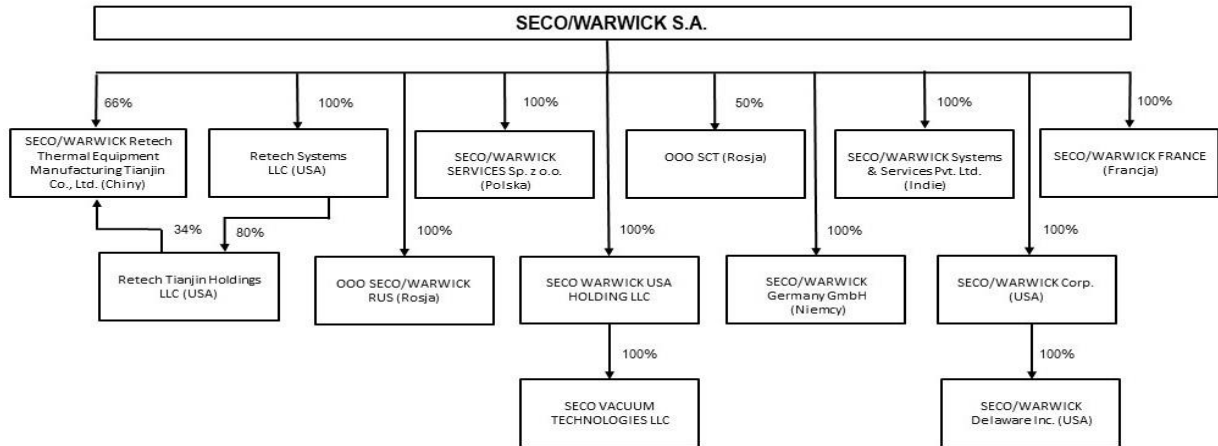 SECO/WARWICK S.A.
66%
100%
100%
50%
100%
100%
SECO/WARWICK Retech
Thermal Equipment
Manufacturing Tianjin
Co., Ltd. (Chiny)
Retech Systems
LLC (USA)
SECO/WARWICK
SERVICES Sp. z o.o.
(Polska)
OOO SCT (Rosja)
SECO/WARWICK Systems
& Services Pvt. Ltd.
(Indie)
SECO/WARWICK FRANCE
(Francja)
34%
80%
100%
100%
100%
100%
Retech Tianjin Holdings
LLC (USA)
OOO SECO/WARWICK
RUS (Rosja)
SECO WARWICK USA
HOLDING LLC
SECO/WARWICK
Germany GmbH
(Niemcy)
SECO/WARWICK Corp.
(USA)
100%
100%
SECO VACUUM
TECHNOLOGIES LLC
SECO/WARWICK
Delaware Inc. (USA)